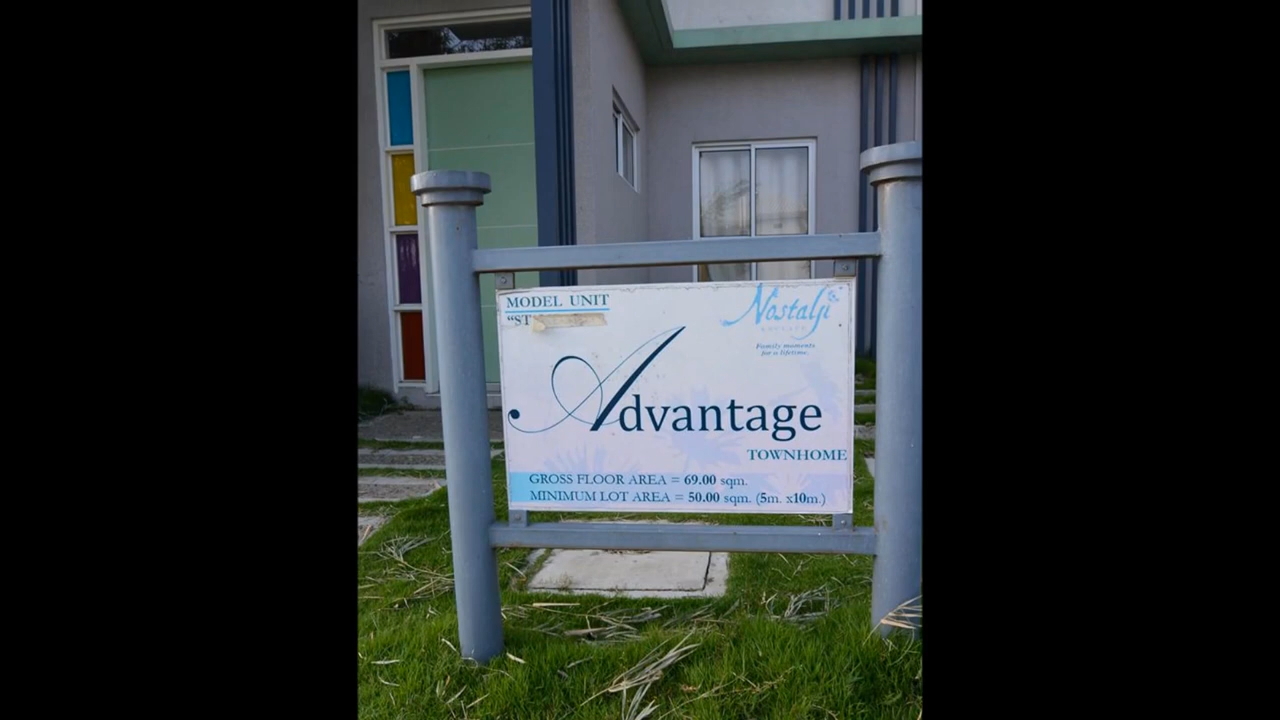 MODEL UNIT
"ST
Nostalji
Family moments
for a lifetime.
Advantage
TOWNHOME
GROSS FLOOR AREA = 69.00 sqm.
MINIMUM LOT AREA = 50.00 sqm. (5m. x10m.)